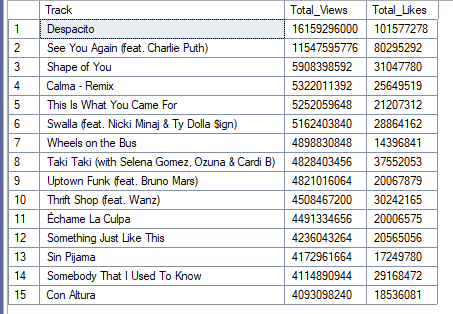 Track Total_Views Total_Likes
1 Despacito 16159296000 101577278
2 See You Again (feat. Charlie Puth) 11547595776 80295292
3 Shape of You 5908398592 31047780
4 Calma - Remix 5322011392 25649519
5 This Is What You Came For 5252059648 21207312
6 Swalla (feat. Nicki Minaj & Ty Dolla $ign) 5162403840 28864162
7 Wheels on the Bus 4898830848 14396841
8 Taki Taki (with Selena Gomez, Ozuna & Cardi B) 4828403456 37552053
9 Uptown Funk (feat. Bruno Mars) 4821016064 20067879
10 Thrift Shop (feat. Wanz) 4508467200 30242165
11 Échame La Culpa 4491334656 20006575
12 Something Just Like This 4236043264 20565056
13 Sin Pijama 4172961664 17249780
14 Somebody That I Used To Know 4114890944 29168472
15 Con Altura 4093098240 18536081